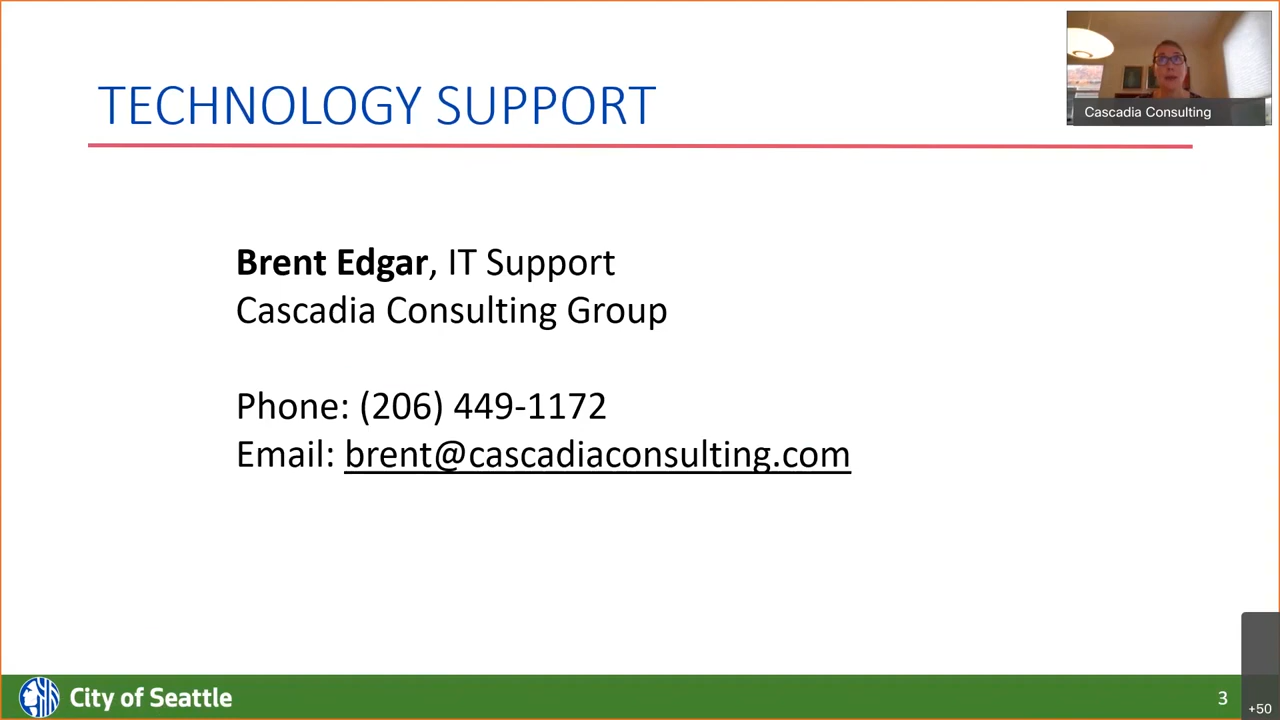 TECHNOLOGY SUPPORT
Cascadia Consulting
Brent Edgar, IT Support
Cascadia Consulting Group
Phone: (206) 449-1172
Email: brent@cascadiaconsulting.com
City of Seattle
3
+50